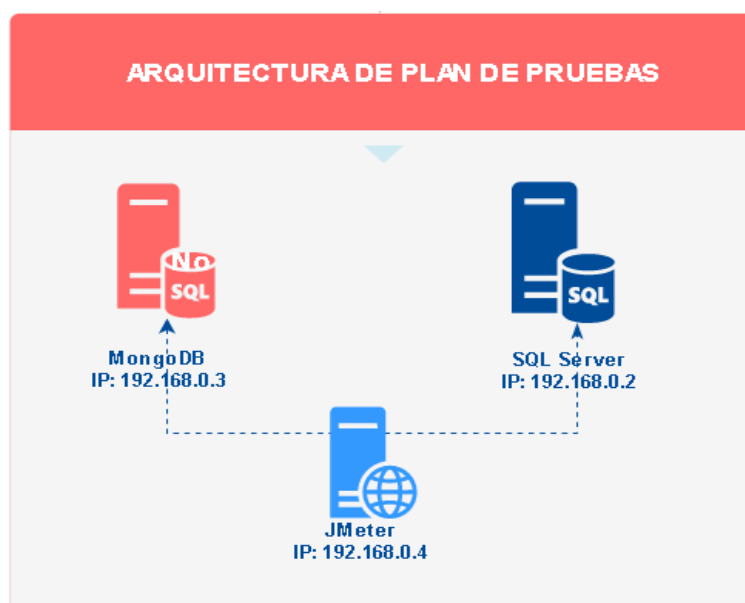 ARQUITECTURA DE PLAN DE PRUEBAS
No
SQL
SQL
MongoDB
IP: 192.168.0.3
SQL Server
IP: 192.168.0.2
JMeter
IP: 192.168.0.4